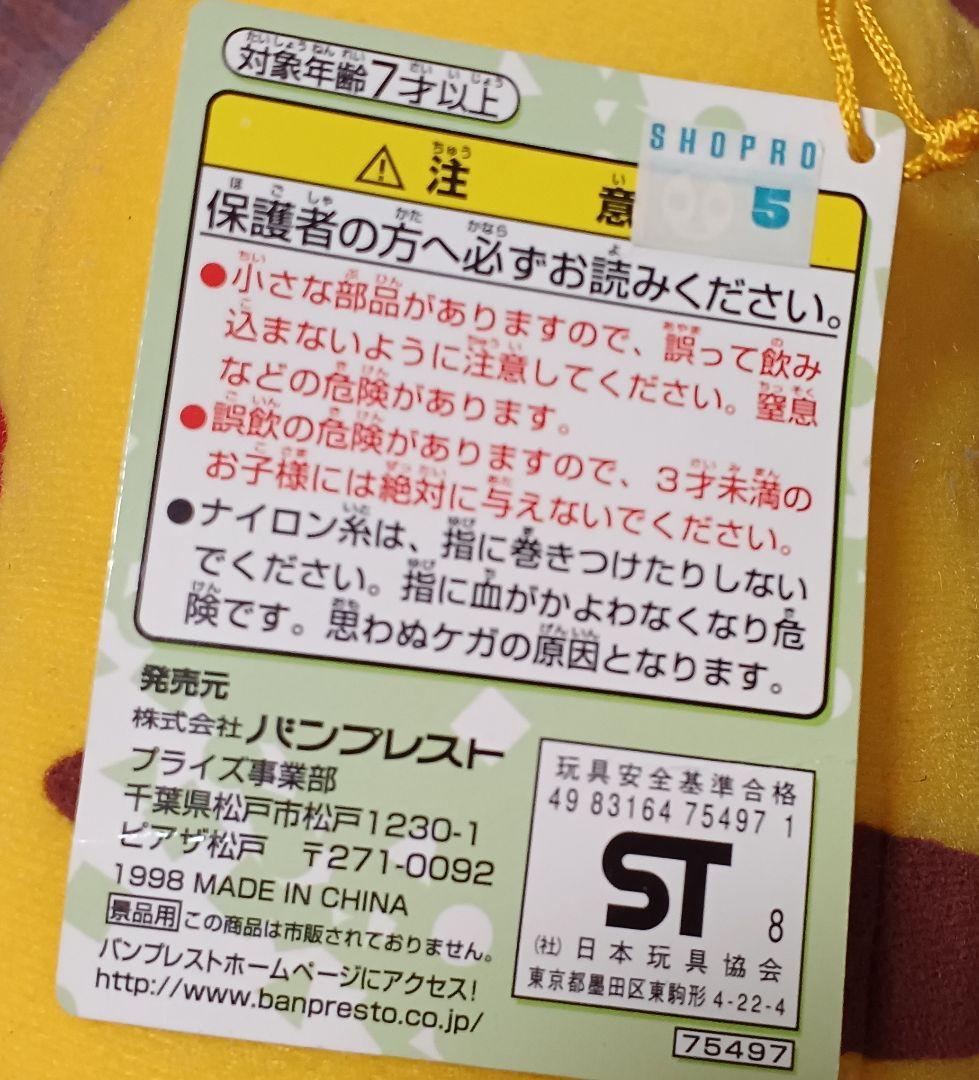 対象年齢7才以上
SHOPRO
5
⚠注 意
保護者の方へ必ずお読みください。
●小さな部品がありますので、誤って飲み
込まないように注意してください。窒息
などの危険があります。
●誤飲の危険がありますので、3才未満の
お子様には絶対に与えないでください。
●ナイロン糸は、指に巻きつけたりしない
でください。指に血がかよわなくなり危
険です。思わぬケガの原因となります。
発売元
株式会社バンプレスト
プライズ事業部
千葉県松戸市松戸1230-1
ピアザ松戸 〒271-0092
1998 MADE IN CHINA
景品用 この商品は市販されておりません。
バンプレストホームページにアクセス!
http://www.banpresto.co.jp/
玩具安全基準合格
49 83164 75497 1
ST
8
(社)日本玩具協会
東京都墨田区東駒形4-22-4
75497